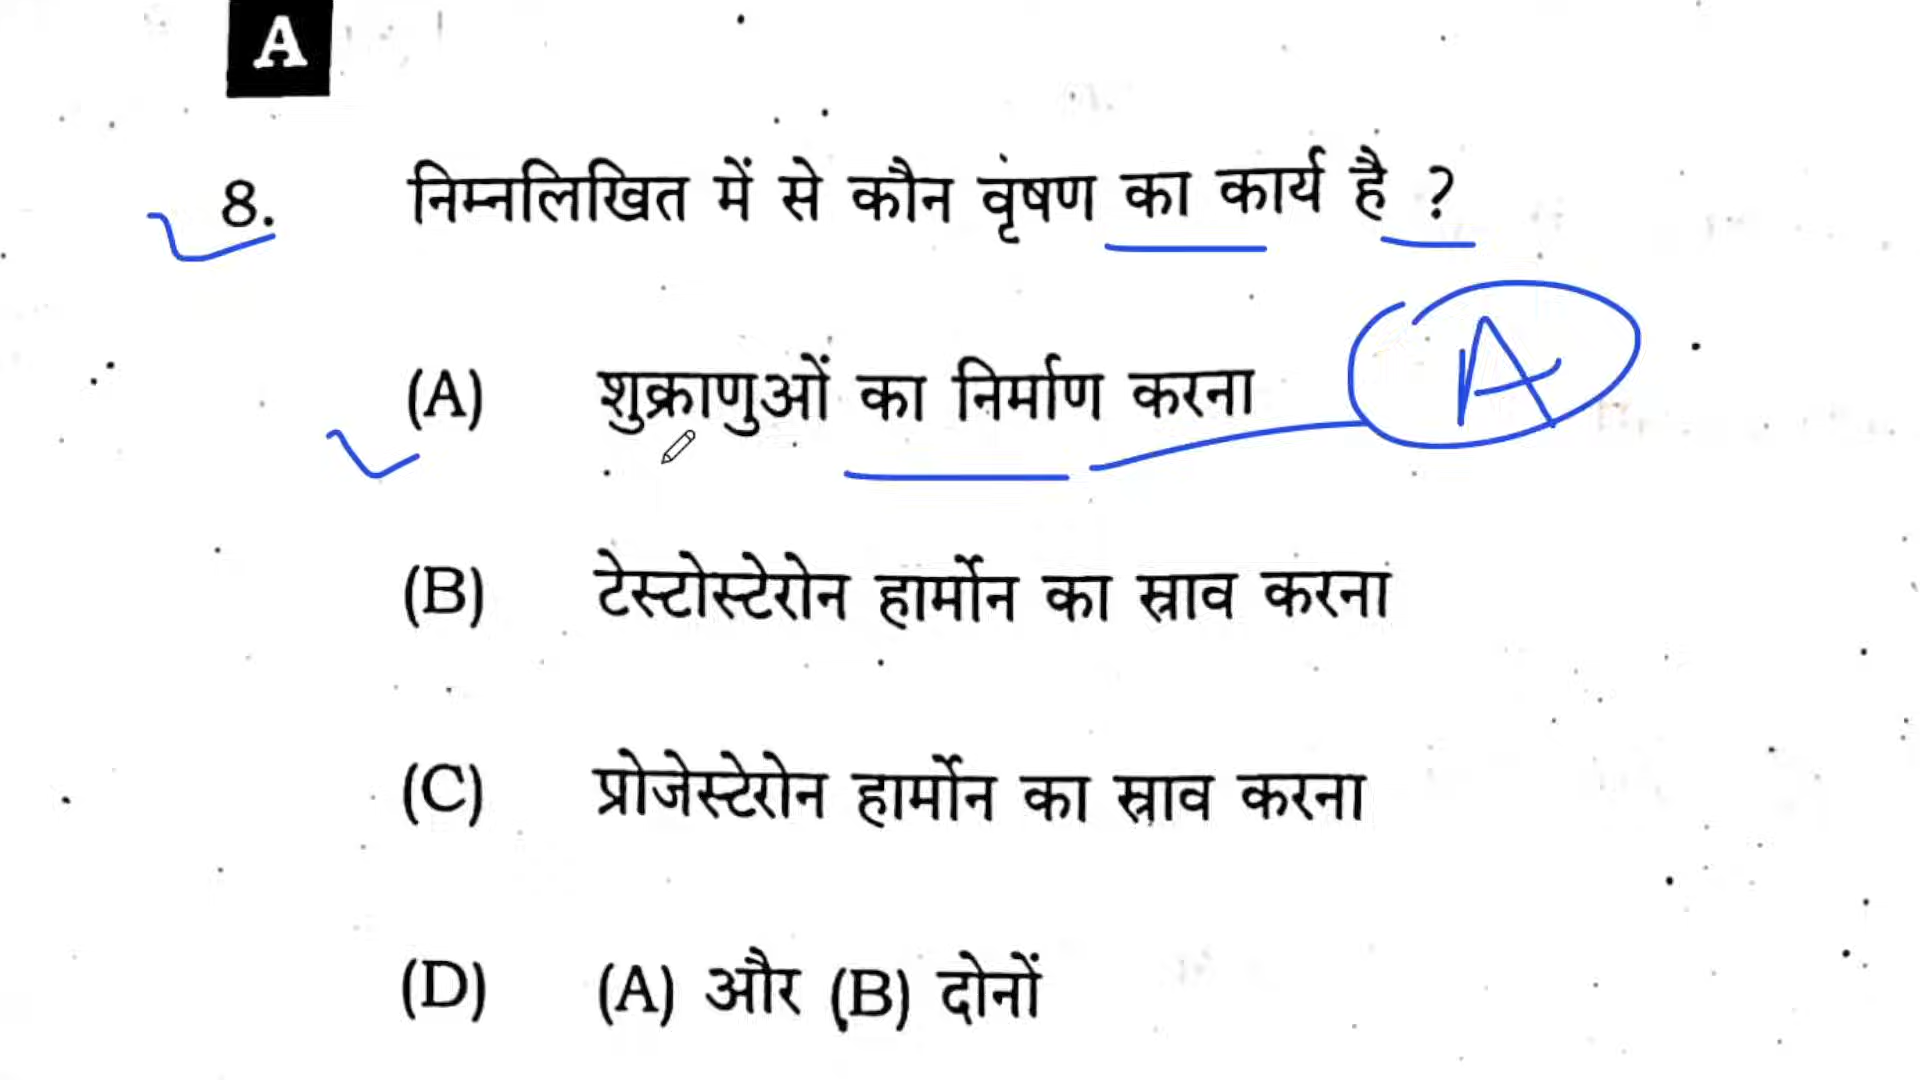 A
8. निम्नलिखित में से कौन वृषण का कार्य है ?
(A) शुक्राणुओं का निर्माण करना
A
(B) टेस्टोस्टेरोन हार्मोन का स्राव करना
(C) प्रोजेस्टेरोन हार्मोन का स्राव करना
(D) (A) और (B) दोनों